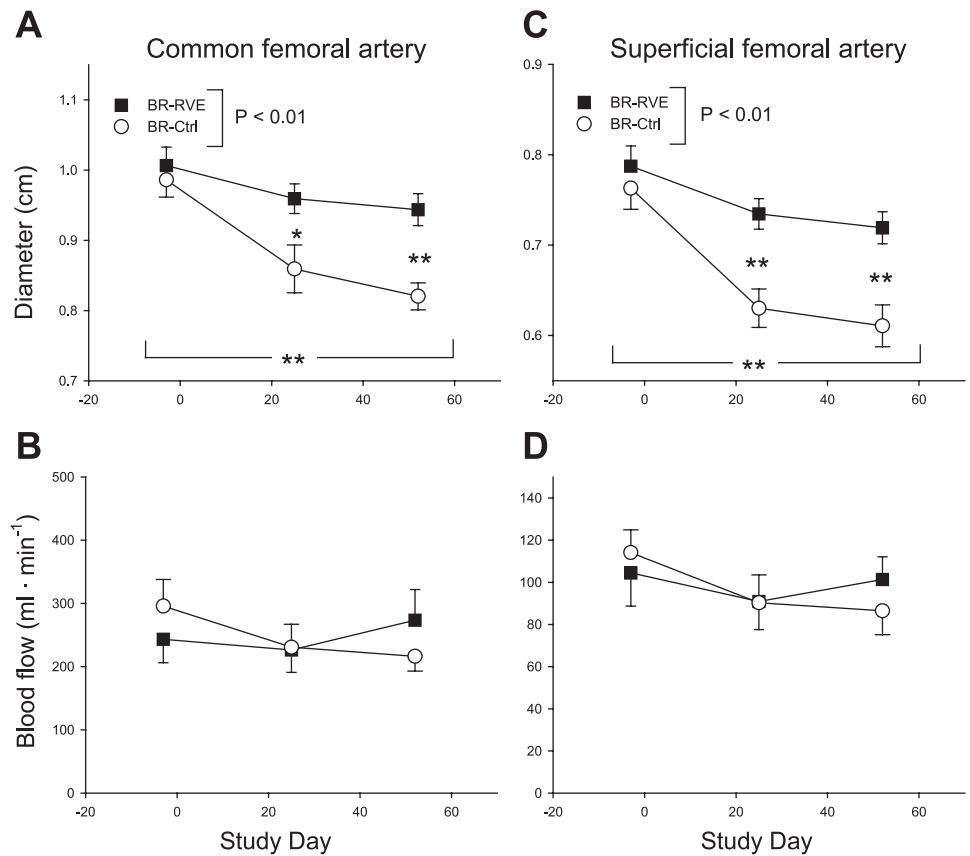 A
Common femoral artery
1.1
1.0
0.9
0.8
0.7
Diameter (cm)
BR-RVE
BR-Ctrl
P < 0.01
*
**
**
-20 0 20 40 60
C
Superficial femoral artery
0.9
0.8
0.7
0.6
BR-RVE
BR-Ctrl
P < 0.01
**
**
**
-20 0 20 40 60
B
500
400
300
200
100
0
Blood flow (ml · min⁻¹)
-20 0 20 40 60
Study Day
D
140
120
100
80
60
40
20
0
-20 0 20 40 60
Study Day